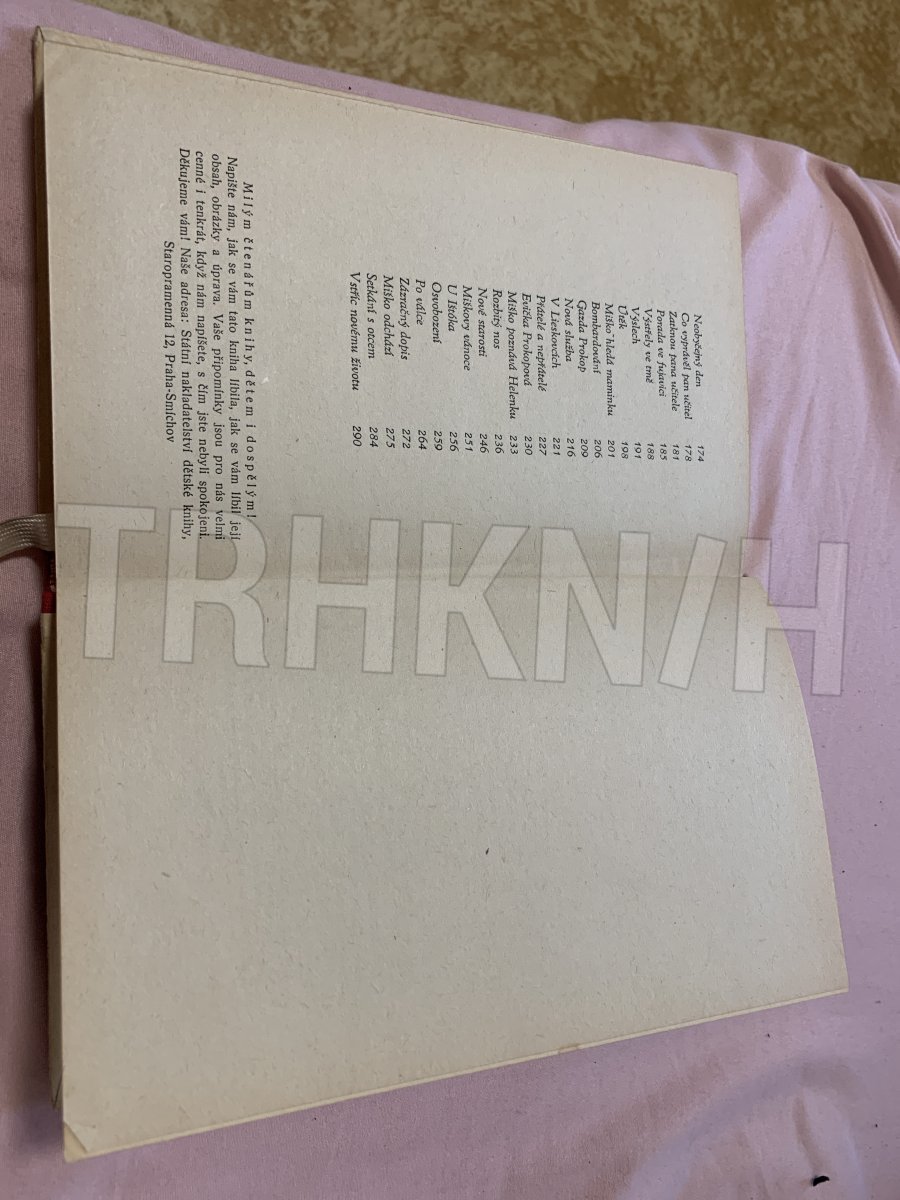 Neobyčejný den 174
Co vyprávěl pan učitel 178
Zatknou pana učitele 181
Porada ve fujavici 185
Výstřely ve tmě 188
Výslech 191
Útěk 198
Miško hledá maminku 201
Bombardování 206
Gazda Prokop 209
Nová služba 216
V Lieskovcích 221
Přátelé a nepřátelé 227
Evička Prokopová 230
Miško poznává Helenku 233
Rozbitý nos 236
Nové starosti 246
Miškovy vánoce 251
U Ištóka 256
Osvobození 259
Po válce 264
Zázračný dopis 272
Miško odchází 275
Setkání s otcem 284
Vstříc novému životu 290
Milým čtenářům knihy, dětem i dospělým!
Napište nám, jak se vám tato kniha líbila, jak se vám líbil její
obsah, obrázky a úprava. Vaše připomínky jsou pro nás velmi
cenné i tenkrát, když nám napíšete, s čím jste nebyli spokojeni.
Děkujeme vám! Naše adresa: Státní nakladatelství dětské knihy,
Staropramenná 12, Praha-Smíchov
TRHKNIH